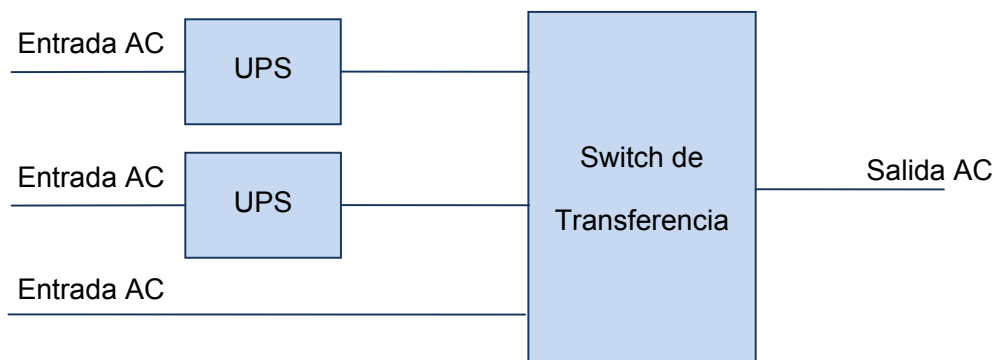 Entrada AC
UPS
Entrada AC
UPS
Entrada AC
Switch de
Transferencia
Salida AC